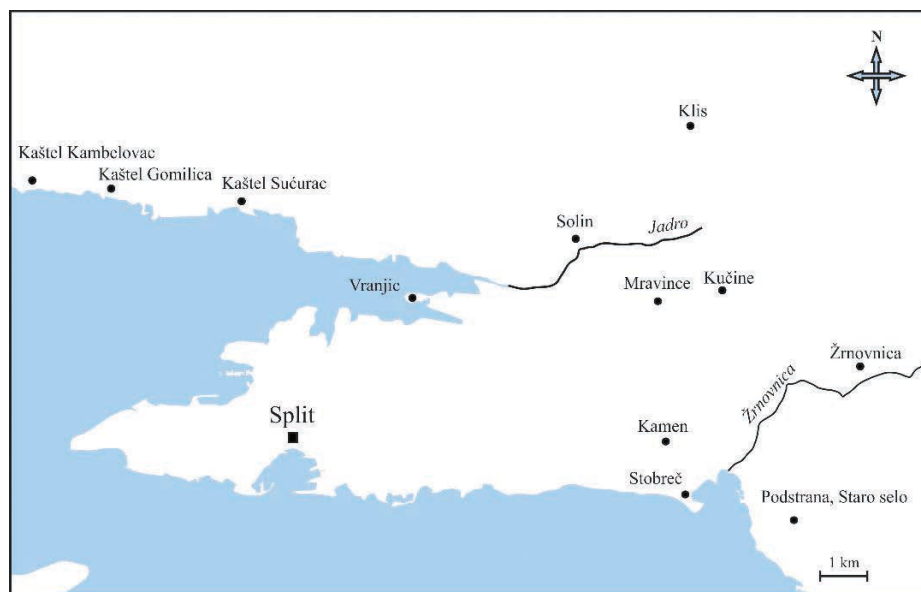 N
Klis
Kaštel Kambelovac
Kaštel Gomilica
Kaštel Sućurac
Solin
Jadro
Vranjic
Mravince
Kučine
Žrnovnica
Žrnovnica
Split
Kamen
Stobreč
Podstrana, Staro selo
1 km